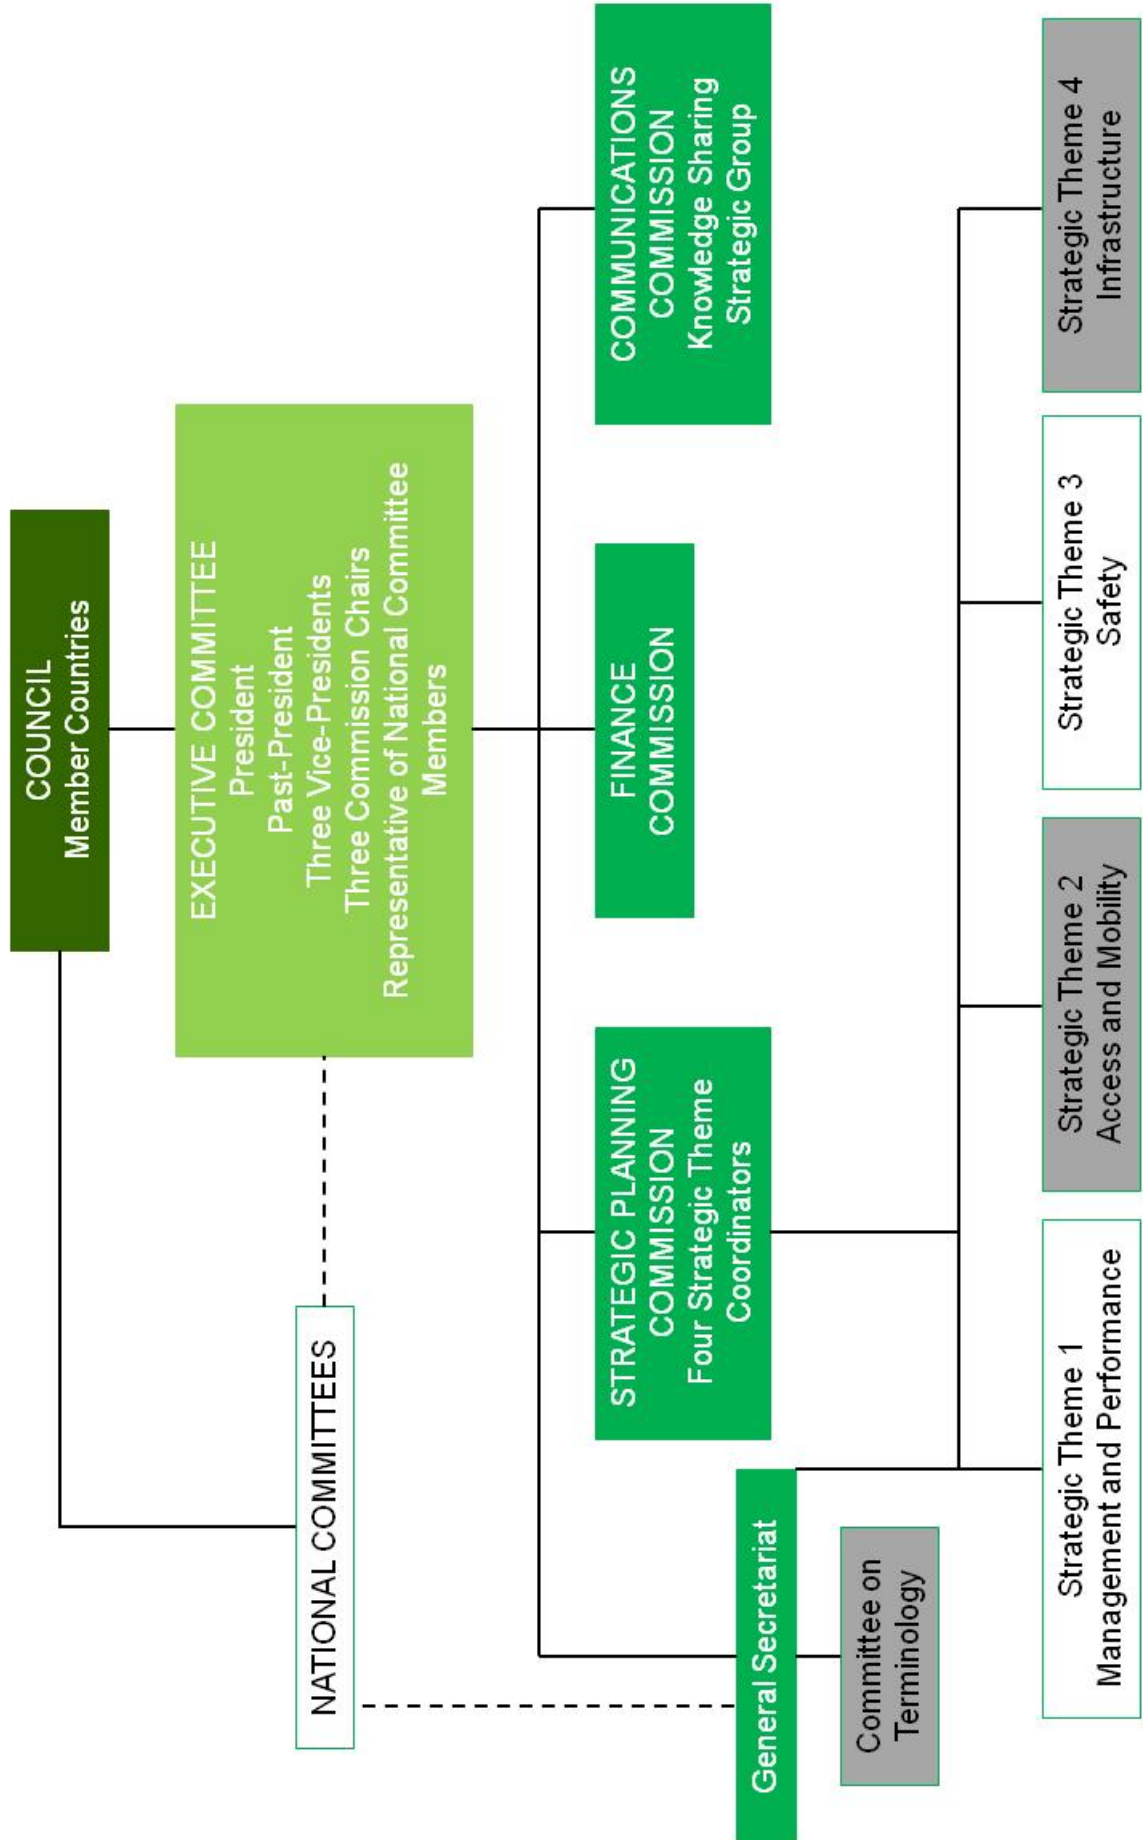 COUNCIL
Member Countries
EXECUTIVE COMMITTEE
President
Past-President
Three Vice-Presidents
Three Commission Chairs
Representative of National Committee
Members
NATIONAL COMMITTEES
STRATEGIC PLANNING
COMMISSION
Four Strategic Theme
Coordinators
FINANCE
COMMISSION
COMMUNICATIONS
COMMISSION
Knowledge Sharing
Strategic Group
General Secretariat
Committee on
Terminology
Strategic Theme 1
Management and Performance
Strategic Theme 2
Access and Mobility
Strategic Theme 3
Safety
Strategic Theme 4
Infrastructure